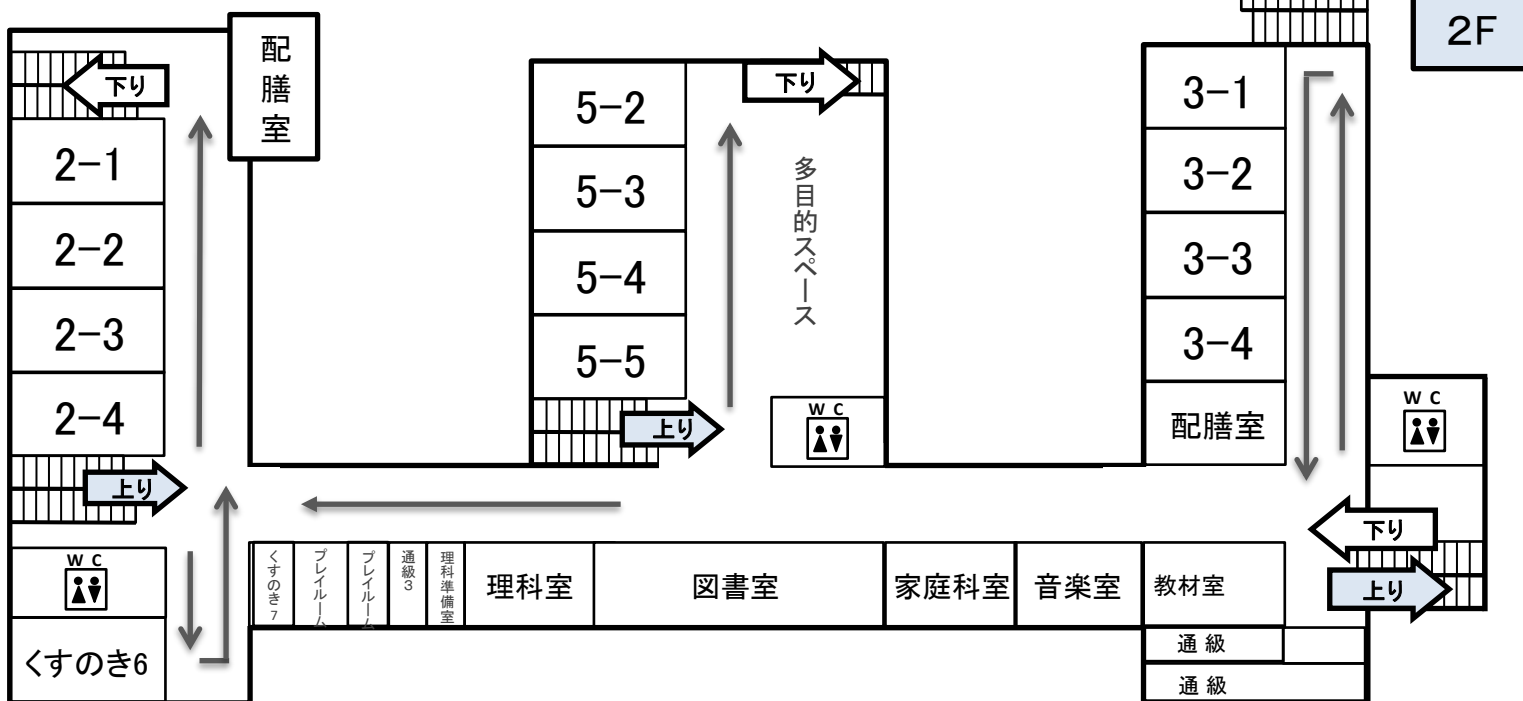 2F
配膳室
下り
2-1
2-2
2-3
2-4
上り
WC
くすのき6
5-2
5-3
5-4
5-5
下り
多目的スペース
上り
WC
3-1
3-2
3-3
3-4
配膳室
WC
下り
上り
くすのき7
プレイルーム
プレイルーム
通級3
理科準備室
理科室
図書室
家庭科室
音楽室
教材室
通級
通級